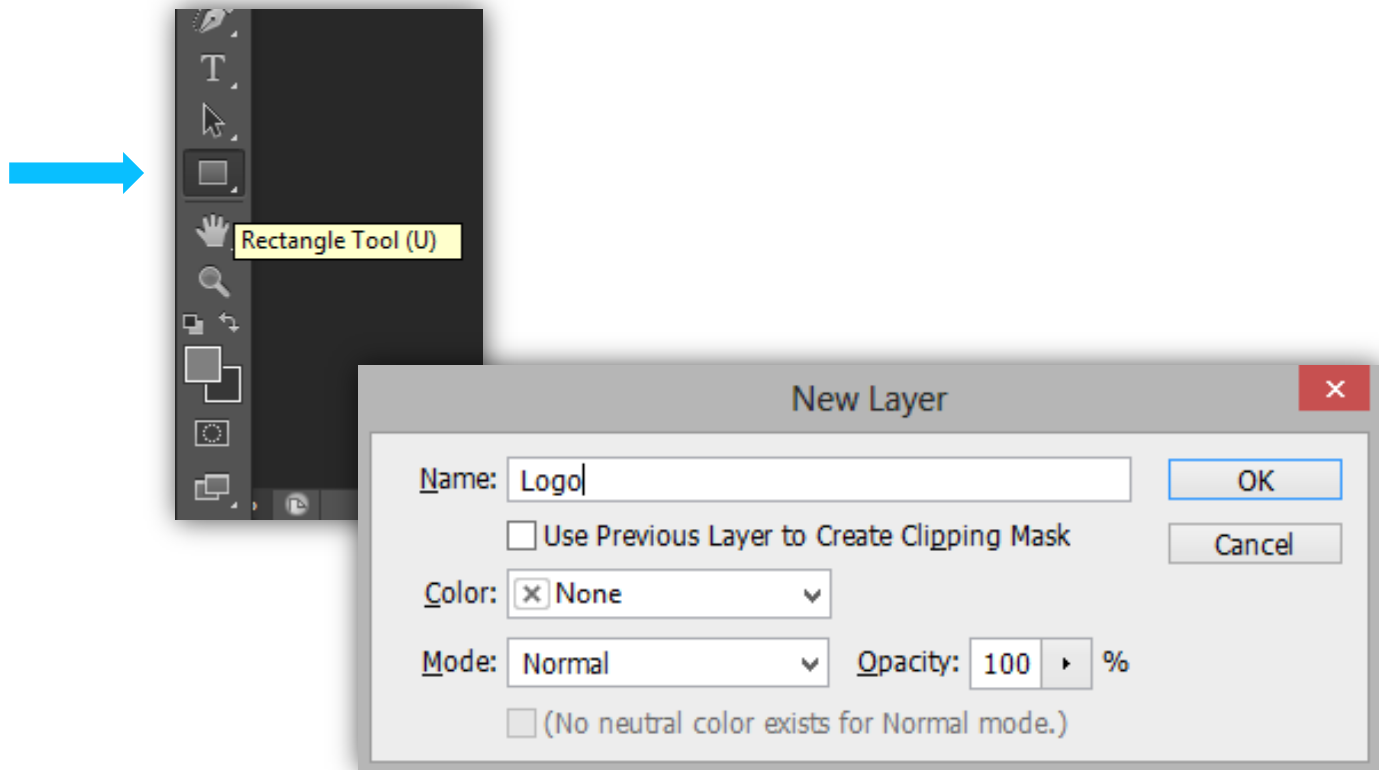 T
Rectangle Tool (U)
New Layer
Name: Logo
OK
Use Previous Layer to Create Clipping Mask
Cancel
Color: None
Mode: Normal Opacity: 100 %
(No neutral color exists for Normal mode.)